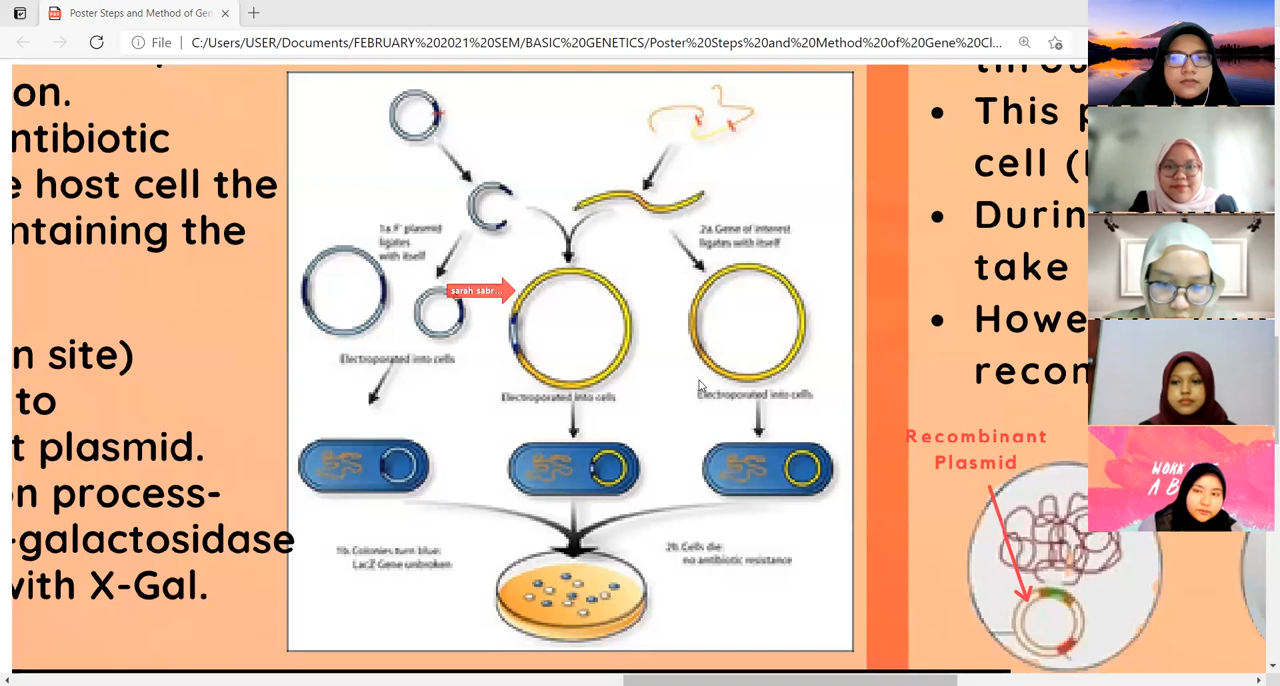 Poster Steps and Method of Gen
File
C:/Users/USER/Documents/FEBRUARY%202021%20SEM/BASIC%20GENETICS/Poster%20Steps%20and%20Method%20of%20Gene%20Cl...
on.
ntibiotic
e host cell the
ntaining the
n site)
to
t plasmid.
on process-
-galactosidase
with X-Gal.
1a. F' plasmid
ligates
with itself
2a. Gene of interest
ligates with itself
sarah sabr...
Electroporated into cells
Electroporated into cells
Electroporated into cells
1b. Colonies turn blue:
LacZ Gene unbroken
2b. Cells die:
no antibiotic resistance
throu
• This p
cell (
• Durin
take
• Howe
recon
Recombinant
Plasmid
WORK
A B